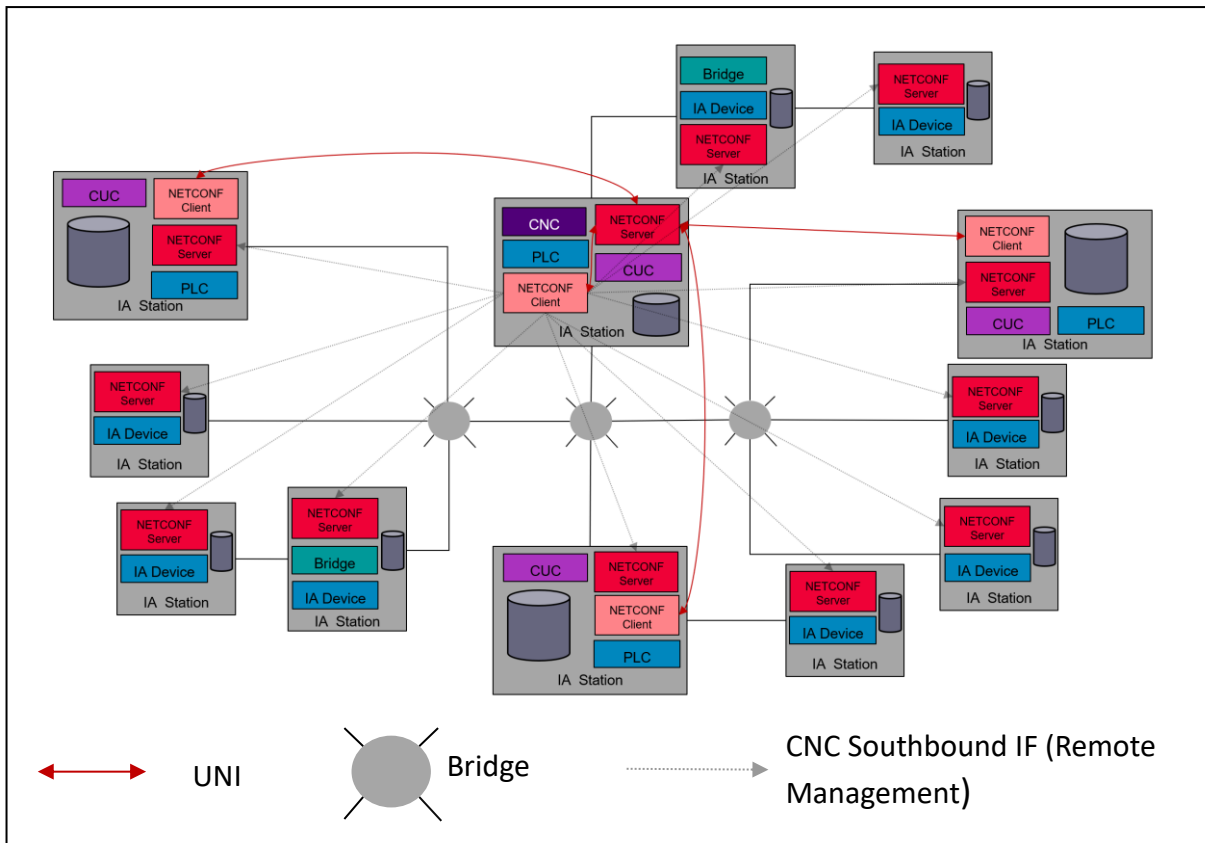 Bridge
IA Device
NETCONF
Server
IA Station
NETCONF
Server
IA Device
IA Station
CUC
NETCONF
Client
NETCONF
Server
PLC
IA Station
CNC
NETCONF
Server
PLC
CUC
NETCONF
Client
IA Station
NETCONF
Client
NETCONF
Server
CUC
PLC
IA Station
NETCONF
Server
IA Device
IA Station
NETCONF
Server
IA Device
IA Station
NETCONF
Server
IA Device
IA Station
NETCONF
Server
Bridge
IA Device
IA Station
CUC
NETCONF
Server
NETCONF
Client
PLC
IA Station
NETCONF
Server
IA Device
IA Station
NETCONF
Server
IA Device
IA Station
UNI
Bridge
CNC Southbound IF (Remote
Management)